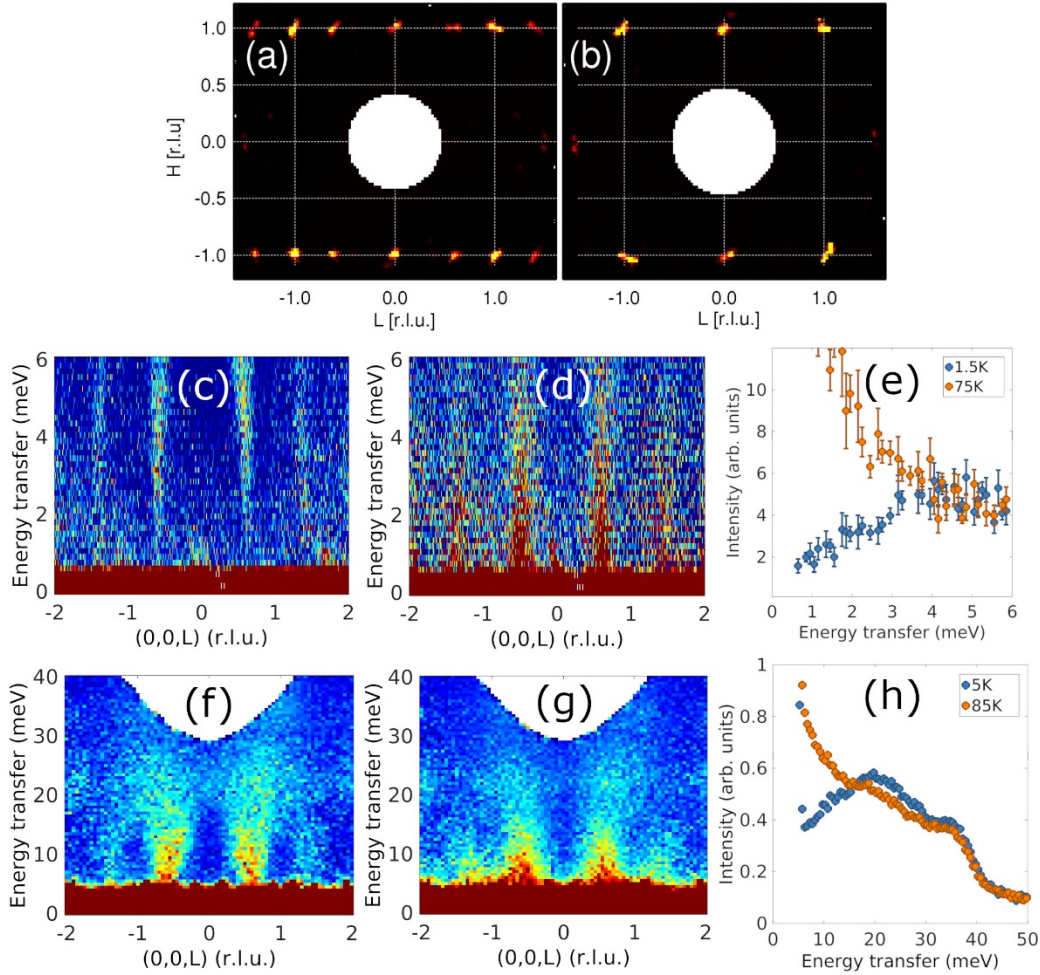 (a)
(b)
H [r.l.u]
1.0
0.5
0.0
-0.5
-1.0
-1.0 0.0 1.0
L [r.l.u.]
-1.0 0.0 1.0
L [r.l.u.]
(c)
Energy transfer (meV)
6
4
2
0
-2 -1 0 1 2
(0,0,L) (r.l.u.)
(d)
Energy transfer (meV)
6
4
2
0
-2 -1 0 1 2
(0,0,L) (r.l.u.)
(e)
1.5K
75K
Intensity (arb. units)
10
8
6
4
2
0 1 2 3 4 5 6
Energy transfer (meV)
(f)
Energy transfer (meV)
40
30
20
10
0
-2 -1 0 1 2
(0,0,L) (r.l.u.)
(g)
Energy transfer (meV)
40
30
20
10
0
-2 -1 0 1 2
(0,0,L) (r.l.u.)
(h)
5K
85K
Intensity (arb. units)
1
0.8
0.6
0.4
0.2
0
0 10 20 30 40 50
Energy transfer (meV)